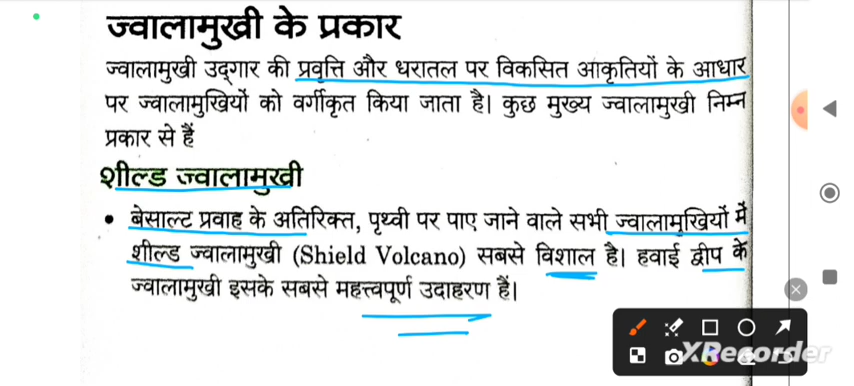 ज्वालामुखी के प्रकार
ज्वालामुखी उद्गार की प्रवृत्ति और धरातल पर विकसित आकृतियों के आधार
पर ज्वालामुखियों को वर्गीकृत किया जाता है। कुछ मुख्य ज्वालामुखी निम्न
प्रकार से हैं
शील्ड ज्वालामुखी
• बेसाल्ट प्रवाह के अतिरिक्त, पृथ्वी पर पाए जाने वाले सभी ज्वालामुखियों में
शील्ड ज्वालामुखी (Shield Volcano) सबसे विशाल है। हवाई द्वीप के
ज्वालामुखी इसके सबसे महत्त्वपूर्ण उदाहरण हैं।
XRecorder